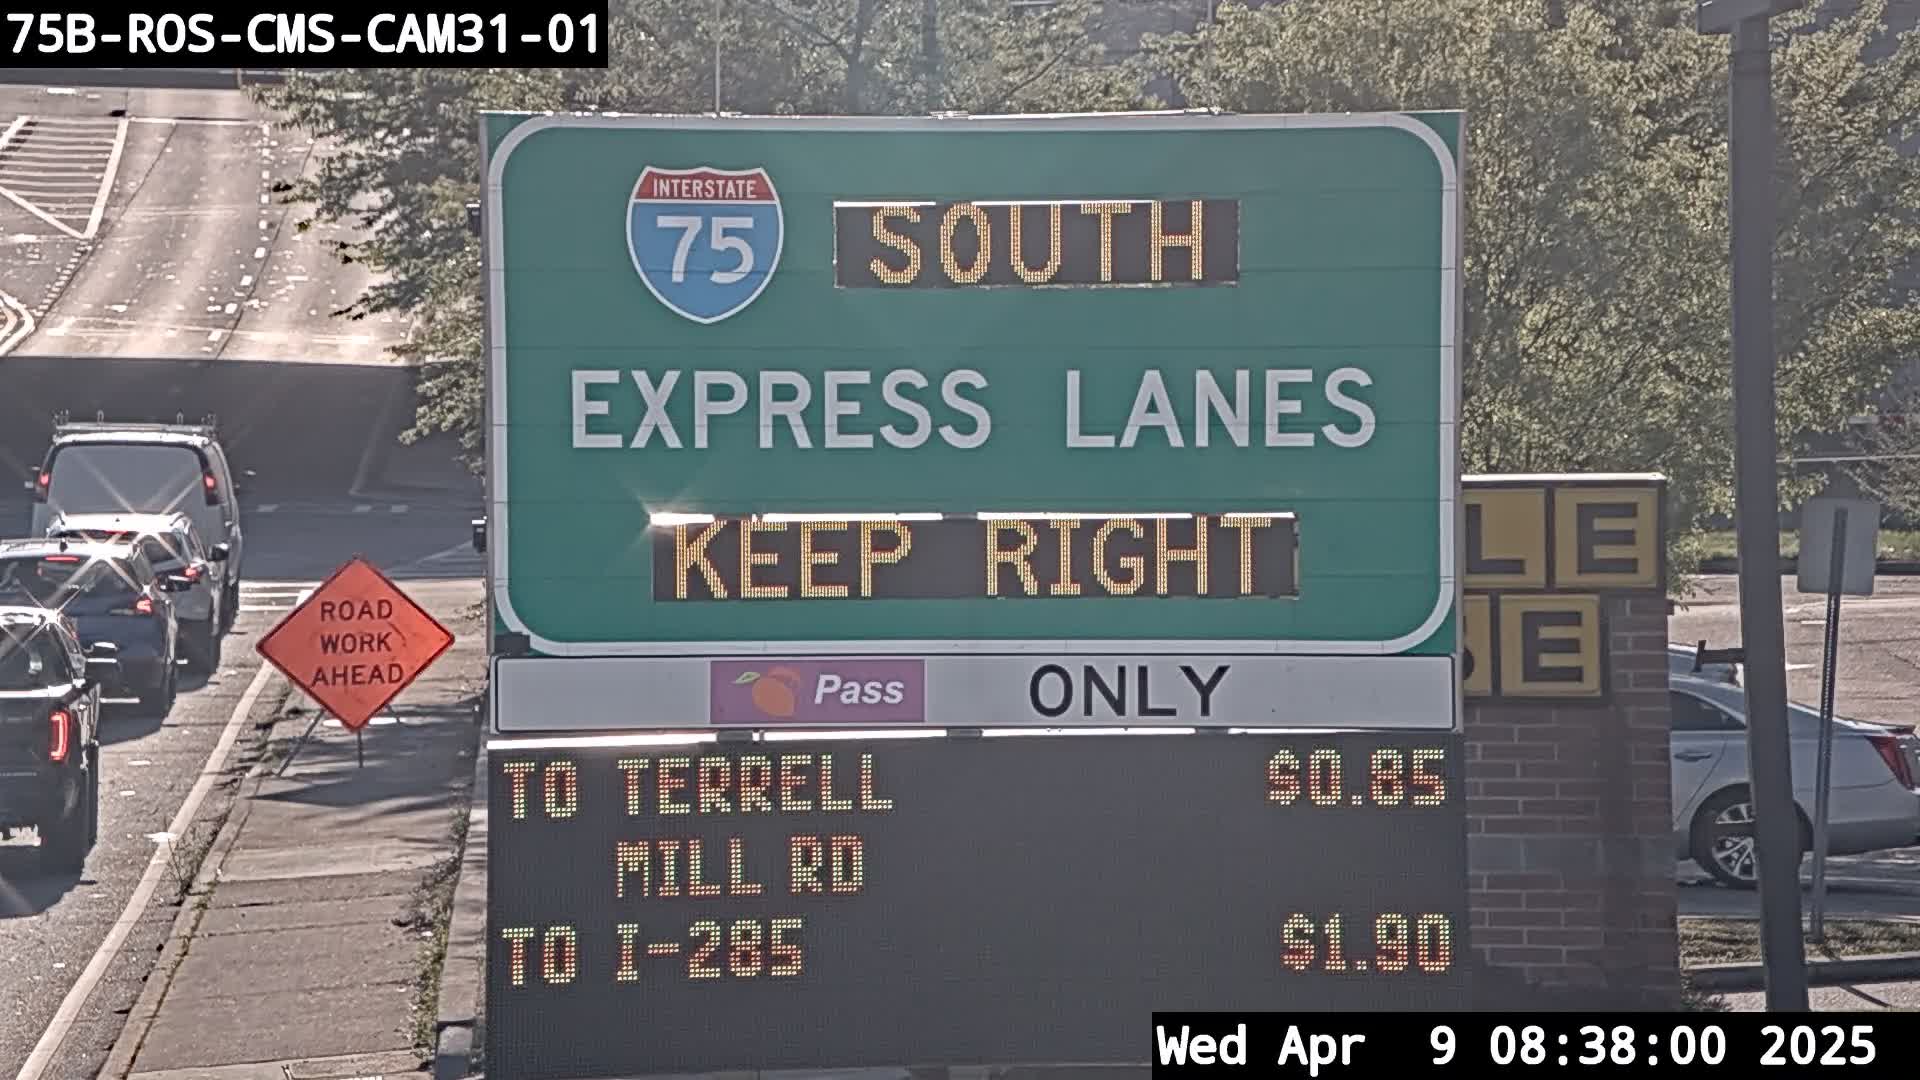 75B-ROS-CMS-CAM31-01
INTERSTATE
75
SOUTH
EXPRESS LANES
KEEP RIGHT
ROAD
WORK
AHEAD
LE
E
Pass ONLY
TO TERRELL $0.85
MILL RD
TO I-285 $1.90
Wed Apr 9 08:38:00 2025